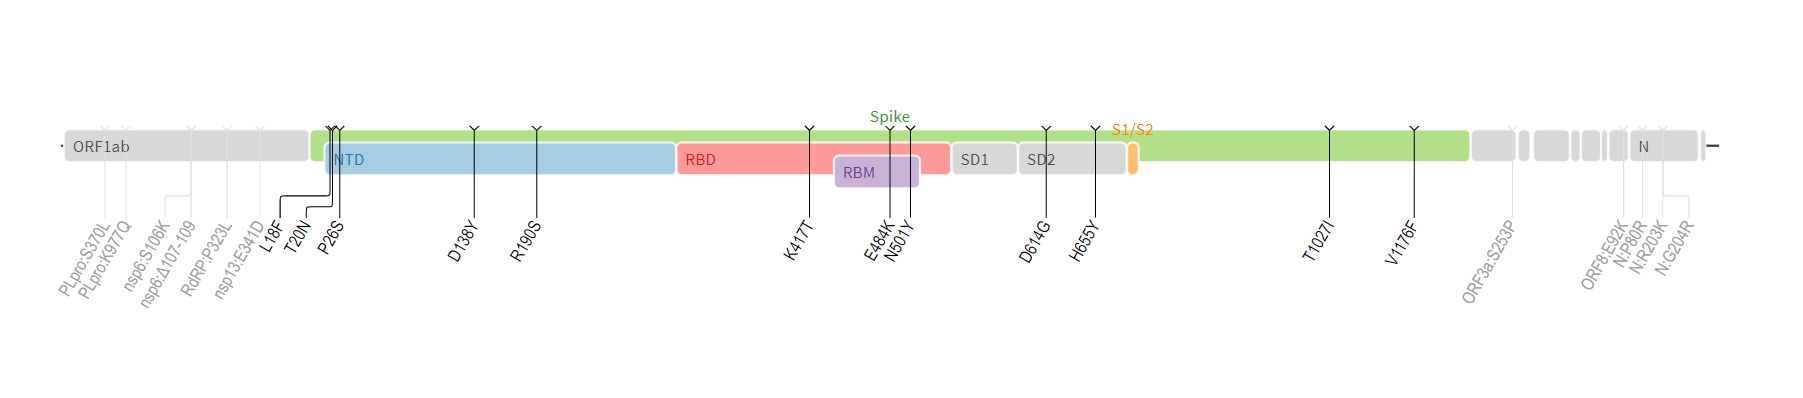 Spike
S1/S2
ORF1ab
NTD
RBD
RBM
SD1
SD2
N
PLpro:S370L
PLpro:K977Q
nsp6:S106K
nsp6:Δ107-109
RdRP:P323L
nsp13:E341D
L18F
T20N
P26S
D138Y
R190S
K417T
E484K
N501Y
D614G
H655Y
T1027I
V1176F
ORF3a:S253P
ORF8:E92K
N:P80R
N:R203K
N:G204R